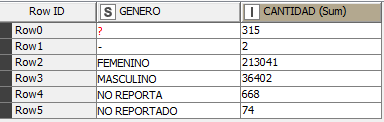 Row ID S GENERO I CANTIDAD (Sum)
Row0 ? 315
Row1 - 2
Row2 FEMENINO 213041
Row3 MASCULINO 36402
Row4 NO REPORTA 668
Row5 NO REPORTADO 74